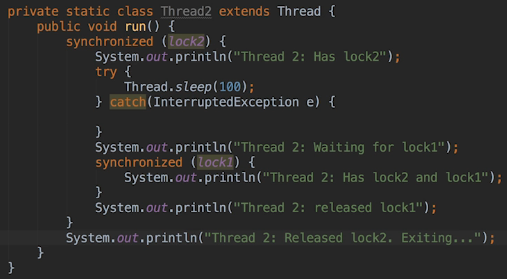 private static class Thread2 extends Thread {
    public void run() {
        synchronized (lock2) {
            System.out.println("Thread 2: Has lock2");
            try {
                Thread.sleep(100);
            } catch(InterruptedException e) {

            }
            System.out.println("Thread 2: Waiting for lock1");
            synchronized (lock1) {
                System.out.println("Thread 2: Has lock2 and lock1");
            }
            System.out.println("Thread 2: released lock1");
        }
        System.out.println("Thread 2: Released lock2. Exiting...");
    }
}